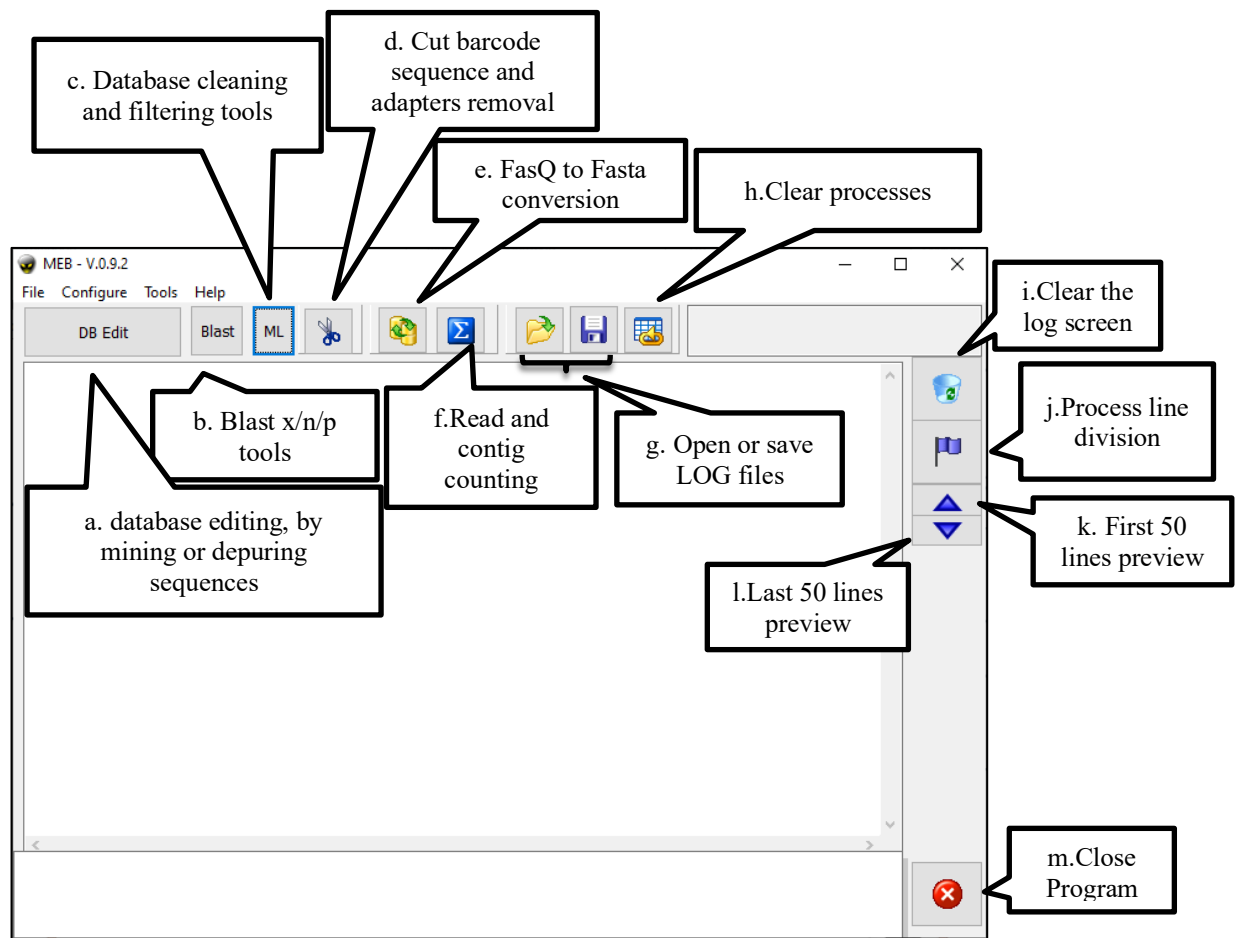 c. Database cleaning
and filtering tools
d. Cut barcode
sequence and
adapters removal
e. FasQ to Fasta
conversion
h.Clear processes
MEB - V.0.9.2
File Configure Tools Help
DB Edit
Blast
ML
Σ
i.Clear the
log screen
b. Blast x/n/p
tools
f.Read and
contig
counting
g. Open or save
LOG files
j.Process line
division
a. database editing, by
mining or depuring
sequences
k. First 50
lines preview
l.Last 50 lines
preview
m.Close
Program